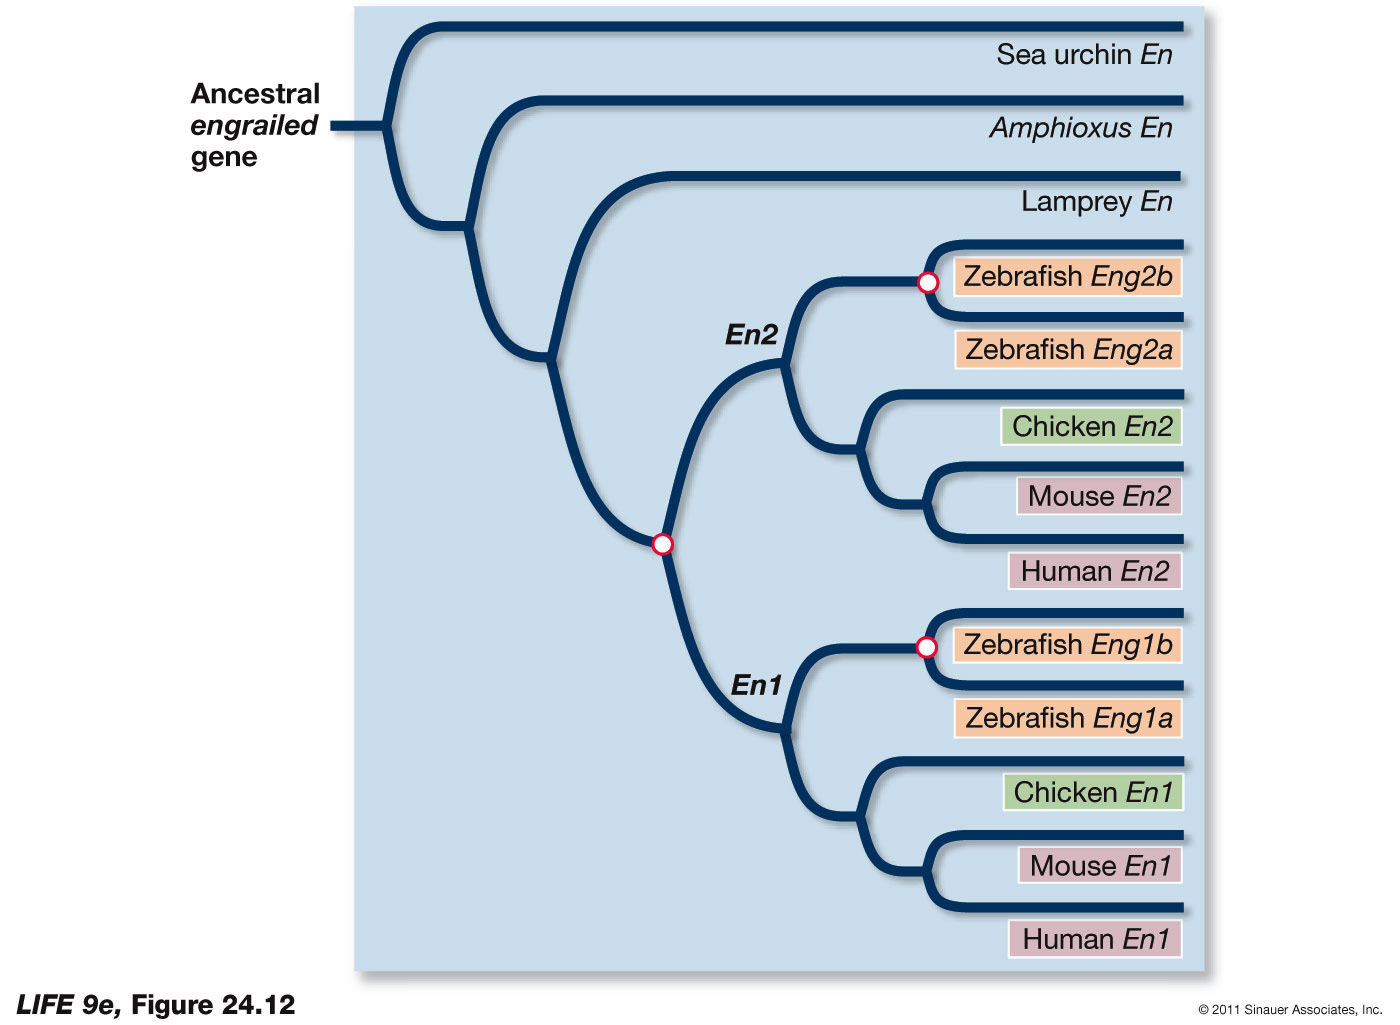 Ancestral
engrailed
gene
Sea urchin En
Amphioxus En
Lamprey En
Zebrafish Eng2b
En2
Zebrafish Eng2a
Chicken En2
Mouse En2
Human En2
Zebrafish Eng1b
En1
Zebrafish Eng1a
Chicken En1
Mouse En1
Human En1
LIFE 9e, Figure 24.12
© 2011 Sinauer Associates, Inc.